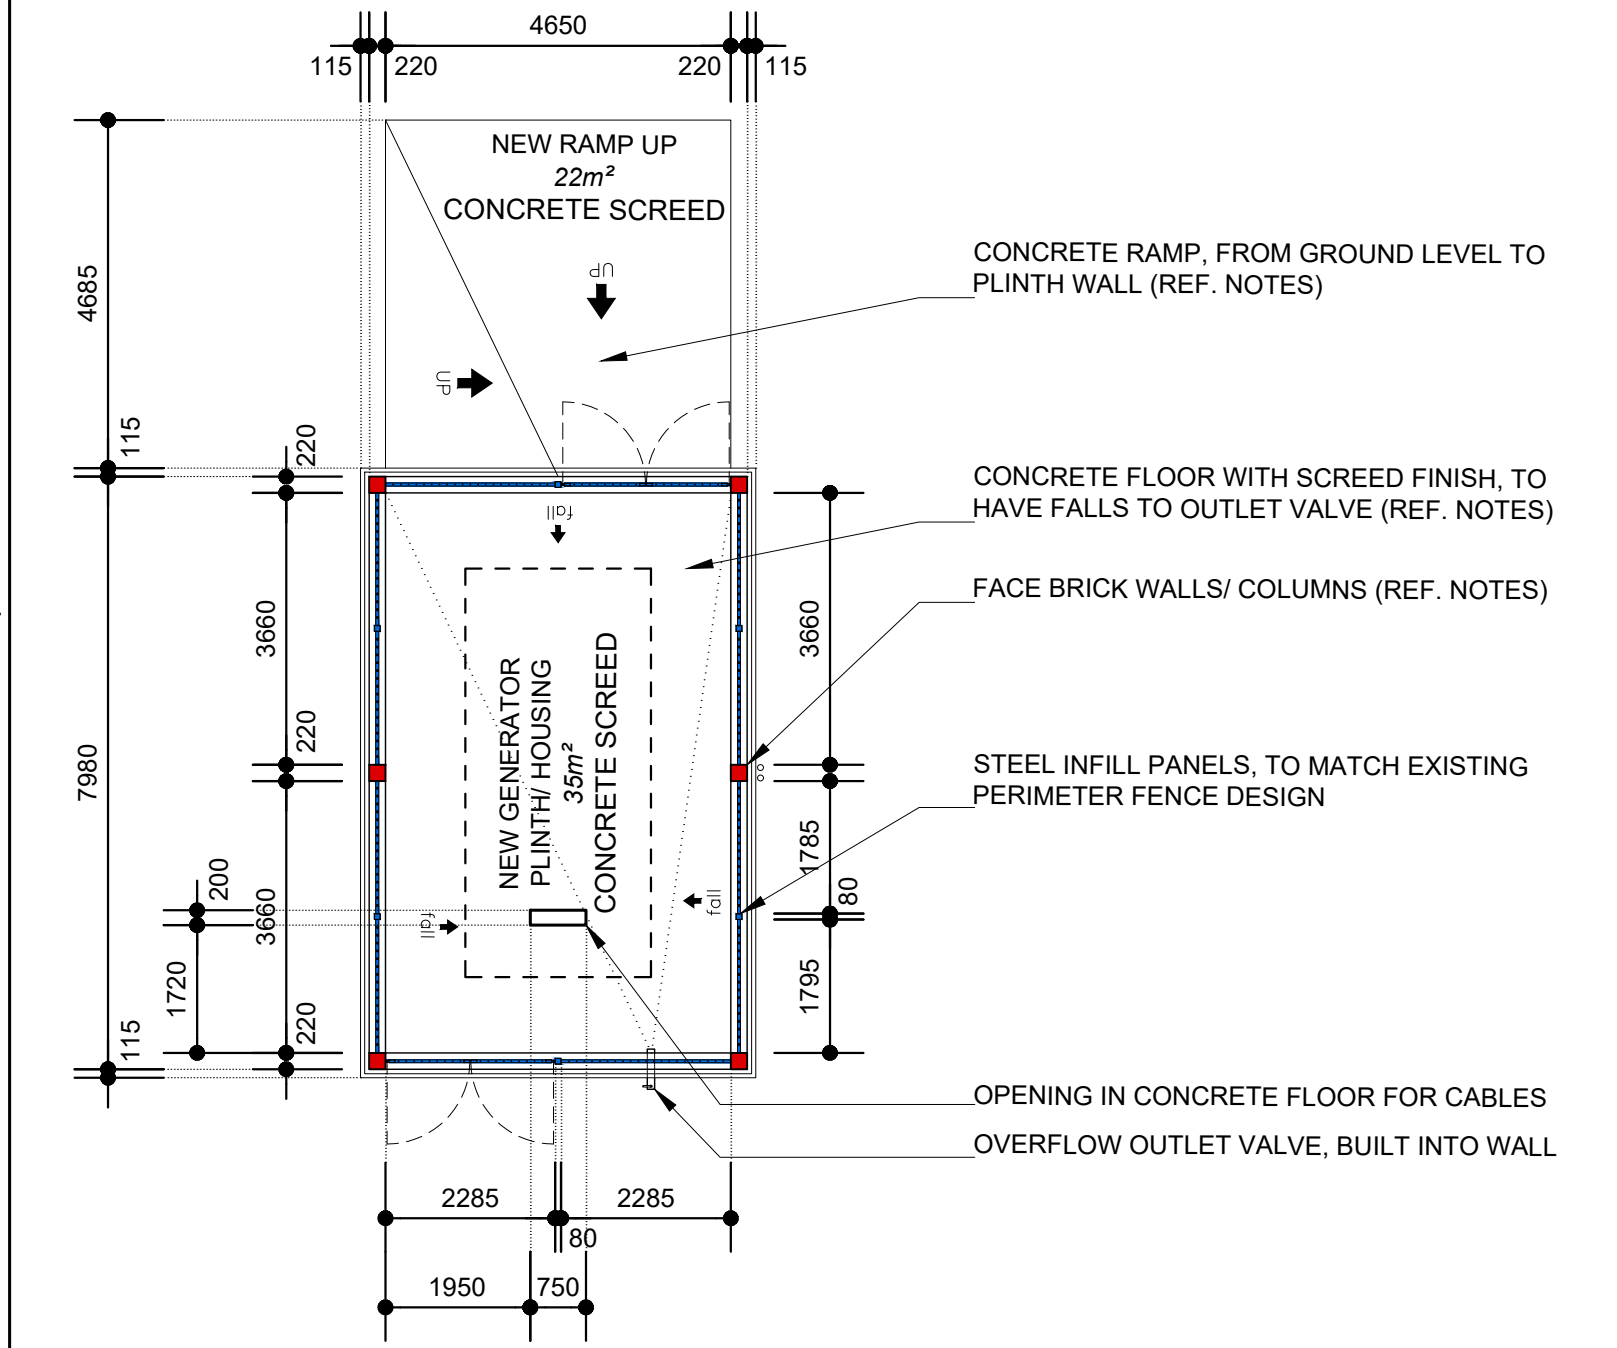 4650
115
220
220
115
NEW RAMP UP
22m²
CONCRETE SCREED
UP
UP
CONCRETE RAMP, FROM GROUND LEVEL TO
PLINTH WALL (REF. NOTES)
4685
115
220
fall
CONCRETE FLOOR WITH SCREED FINISH, TO
HAVE FALLS TO OUTLET VALVE (REF. NOTES)
FACE BRICK WALLS/ COLUMNS (REF. NOTES)
3660
3660
NEW GENERATOR
PLINTH/ HOUSING
35m²
CONCRETE SCREED
220
7980
STEEL INFILL PANELS, TO MATCH EXISTING
PERIMETER FENCE DESIGN
1785
80
200
3660
fall
fall
1720
1795
115
220
OPENING IN CONCRETE FLOOR FOR CABLES
OVERFLOW OUTLET VALVE, BUILT INTO WALL
2285
2285
80
1950
750